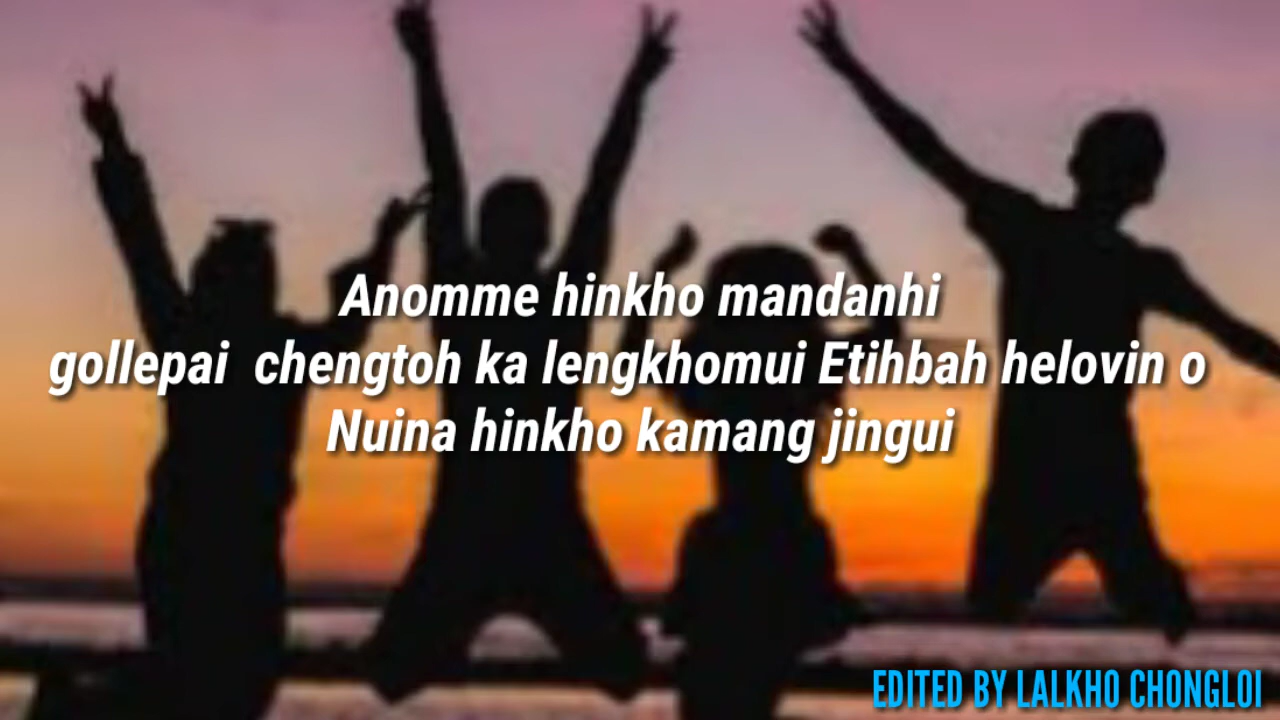 Anomme hinkho mandanhi
gollepai chengtoh ka lengkhomui Etihbah helovin o
Nuina hinkho kamang jingui
EDITED BY LALKHO CHONGLOI